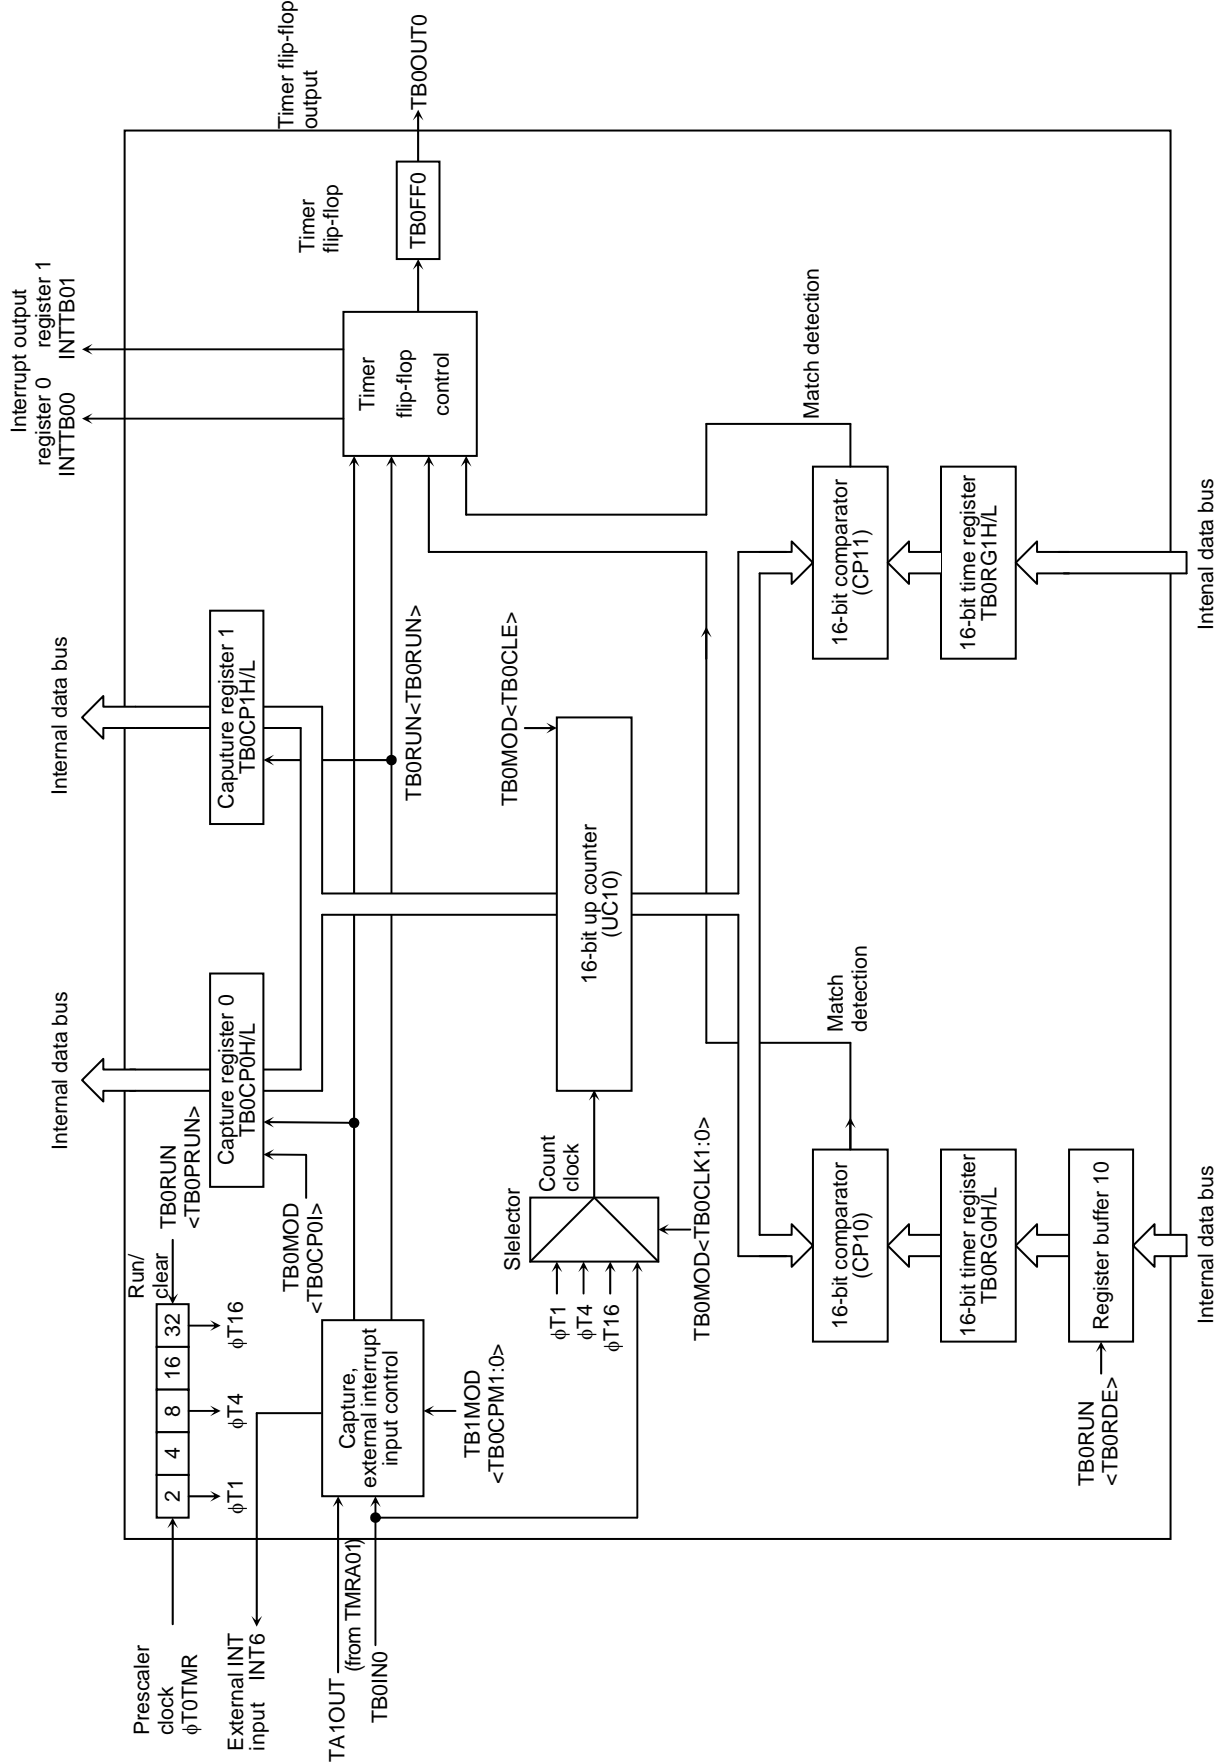 Prescaler
clock
φT0TMR
2 4 8 16 32
φT1
φT4
φT16
Run/
clear
TB0RUN
<TB0PRUN>
External INT
input INT6
TA1OUT
(from TMRA01)
TB0IN0
Capture,
external interrupt
input control
TB1MOD
<TB0CPM1:0>
TB0MOD
<TB0CP0I>
Internal data bus
Capture register 0
TB0CP0H/L
Internal data bus
Caputure register 1
TB0CP1H/L
TB0RUN<TB0RUN>
Interrupt output
register 0 register 1
INTTB00 INTTB01
Timer
flip-flop
control
Timer
flip-flop
TB0FF0
Timer flip-flop
output
TB0OUT0
Slelector
φT1
φT4
φT16
Count
clock
TB0MOD<TB0CLK1:0>
16-bit up counter
(UC10)
TB0MOD<TB0CLE>
Match
detection
16-bit comparator
(CP10)
16-bit timer register
TB0RG0H/L
Register buffer 10
TB0RUN
<TB0RDE>
Internal data bus
Match detection
16-bit comparator
(CP11)
16-bit time register
TB0RG1H/L
Intenal data bus